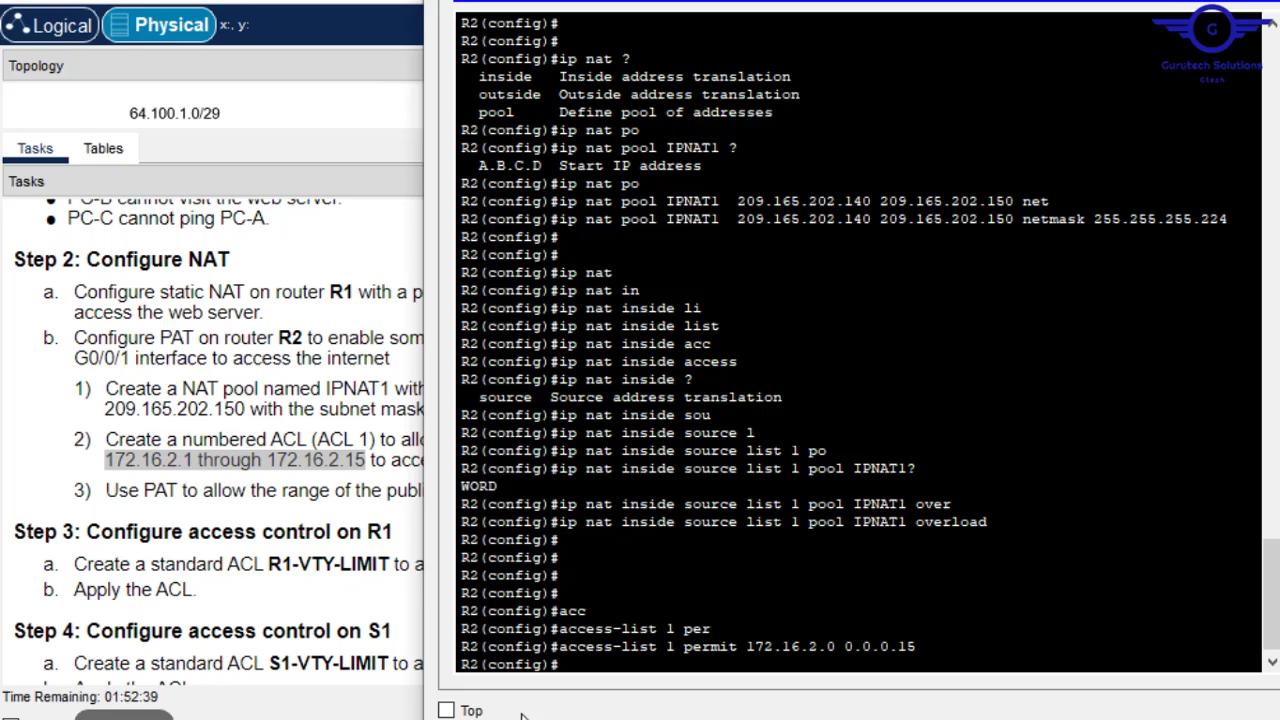 Logical
Physical
x:, y:
Topology
64.100.1.0/29
Tasks
Tables
Tasks
PC-B cannot visit the web server.
PC-C cannot ping PC-A.
Step 2: Configure NAT
a. Configure static NAT on router R1 with a p
access the web server.
b. Configure PAT on router R2 to enable som
G0/0/1 interface to access the internet
1) Create a NAT pool named IPNAT1 with
209.165.202.150 with the subnet mask
2) Create a numbered ACL (ACL 1) to allo
172.16.2.1 through 172.16.2.15 to acce
3) Use PAT to allow the range of the publi
Step 3: Configure access control on R1
a. Create a standard ACL R1-VTY-LIMIT to a
b. Apply the ACL.
Step 4: Configure access control on S1
a. Create a standard ACL S1-VTY-LIMIT to a
Time Remaining: 01:52:39
R2(config)#
R2(config)#
R2(config)#ip nat ?
inside Inside address translation
outside Outside address translation
pool Define pool of addresses
R2(config)#ip nat po
R2(config)#ip nat pool IPNAT1 ?
A.B.C.D Start IP address
R2(config)#ip nat po
R2(config)#ip nat pool IPNAT1 209.165.202.140 209.165.202.150 net
R2(config)#ip nat pool IPNAT1 209.165.202.140 209.165.202.150 netmask 255.255.255.224
R2(config)#
R2(config)#
R2(config)#ip nat
R2(config)#ip nat in
R2(config)#ip nat inside li
R2(config)#ip nat inside list
R2(config)#ip nat inside acc
R2(config)#ip nat inside access
R2(config)#ip nat inside ?
source Source address translation
R2(config)#ip nat inside sou
R2(config)#ip nat inside source l
R2(config)#ip nat inside source list 1 po
R2(config)#ip nat inside source list 1 pool IPNAT1?
WORD
R2(config)#ip nat inside source list 1 pool IPNAT1 over
R2(config)#ip nat inside source list 1 pool IPNAT1 overload
R2(config)#
R2(config)#
R2(config)#
R2(config)#
R2(config)#acc
R2(config)#access-list 1 per
R2(config)#access-list 1 permit 172.16.2.0 0.0.0.15
R2(config)#
Top
G
Gurutech Solutions
Gtech